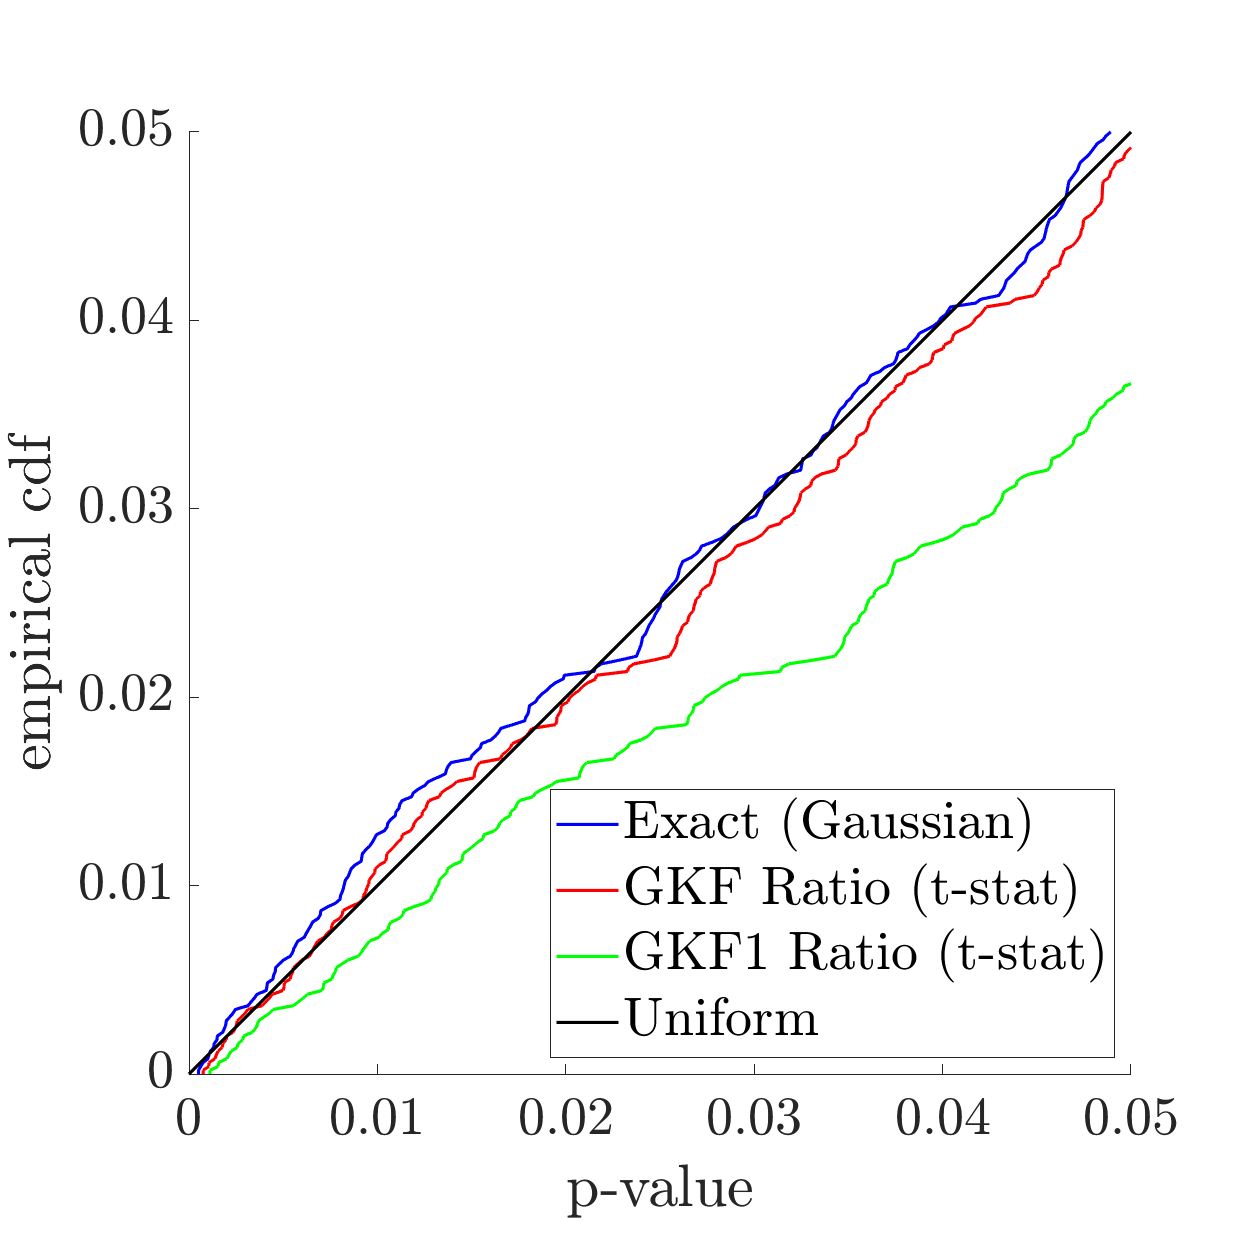 0.05
0.04
0.03
0.02
0.01
0
empirical cdf
Exact (Gaussian)
GKF Ratio (t-stat)
GKF1 Ratio (t-stat)
Uniform
0 0.01 0.02 0.03 0.04 0.05
p-value